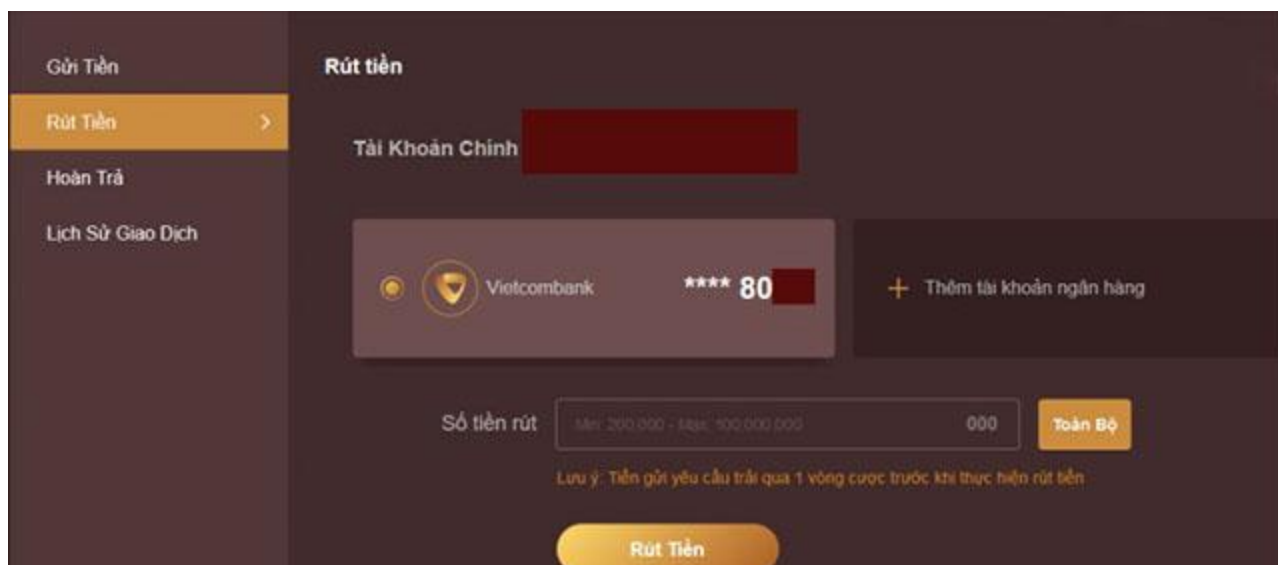 Gửi Tiền
Rút Tiền
Hoàn Trả
Lịch Sử Giao Dịch
Rút tiền
Tài Khoản Chính
Vietcombank **** 80
+ Thêm tài khoản ngân hàng
Số tiền rút Min: 200.000 - Max: 100.000.000 000 Toàn Bộ
Lưu ý: Tiền gửi yêu cầu trải qua 1 vòng cược trước khi thực hiện rút tiền
Rút Tiền